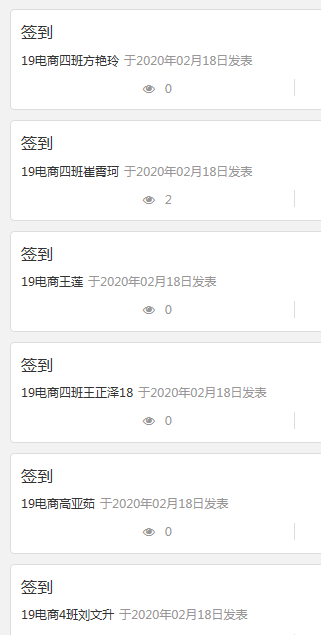 签到
19电商四班方艳玲 于2020年02月18日发表
0
签到
19电商四班崔霄珂 于2020年02月18日发表
2
签到
19电商王莲 于2020年02月18日发表
0
签到
19电商四班王正泽18 于2020年02月18日发表
0
签到
19电商高亚茹 于2020年02月18日发表
0
签到
19电商4班刘文升 于2020年02月18日发表